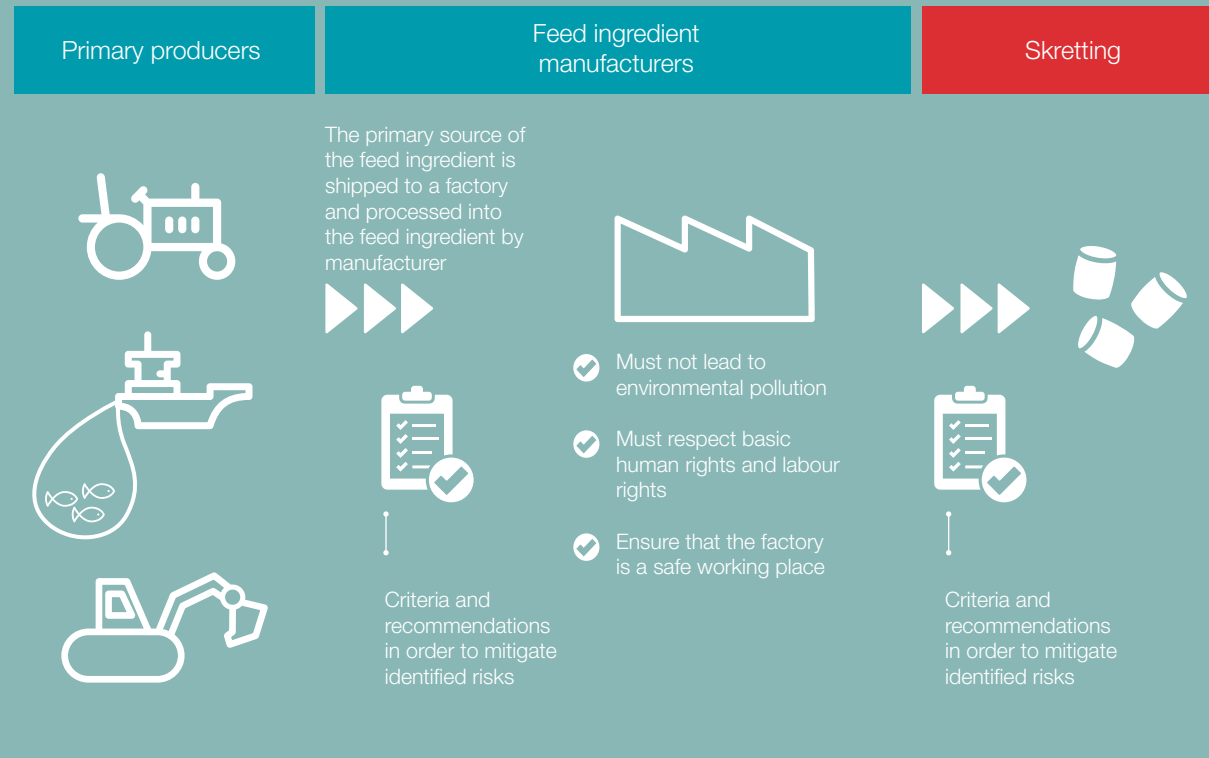 Primary producers
Feed ingredient
manufacturers
Skretting
The primary source of
the feed ingredient is
shipped to a factory
and processed into
the feed ingredient by
manufacturer
Must not lead to
environmental pollution
Must respect basic
human rights and labour
rights
Ensure that the factory
is a safe working place
Criteria and
recommendations
in order to mitigate
identified risks
Criteria and
recommendations
in order to mitigate
identified risks